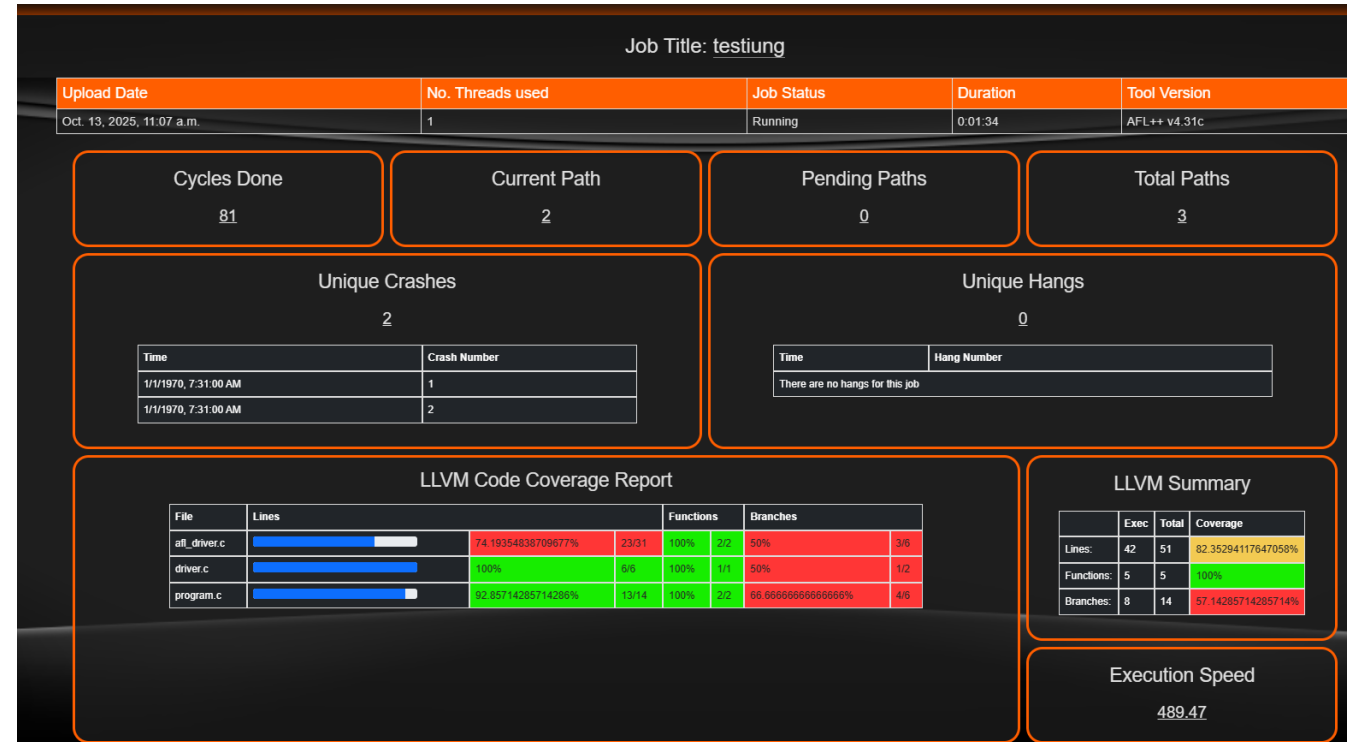 Job Title: testiung
Upload Date No. Threads used Job Status Duration Tool Version
Oct. 13, 2025, 11:07 a.m. 1 Running 0:01:34 AFL++ v4.31c
Cycles Done Current Path Pending Paths Total Paths
81 2 0 3
Unique Crashes
2
Time Crash Number
1/1/1970, 7:31:00 AM 1
1/1/1970, 7:31:00 AM 2
Unique Hangs
0
Time Hang Number
There are no hangs for this job
LLVM Code Coverage Report
File Lines Functions Branches
afl_driver.c 74.19354838709677% 23/31 100% 2/2 50% 3/6
driver.c 100% 6/6 100% 1/1 50% 1/2
program.c 92.85714285714286% 13/14 100% 2/2 66.66666666666666% 4/6
LLVM Summary
Exec Total Coverage
Lines: 42 51 82.35294117647058%
Functions: 5 5 100%
Branches: 8 14 57.14285714285714%
Execution Speed
489.47